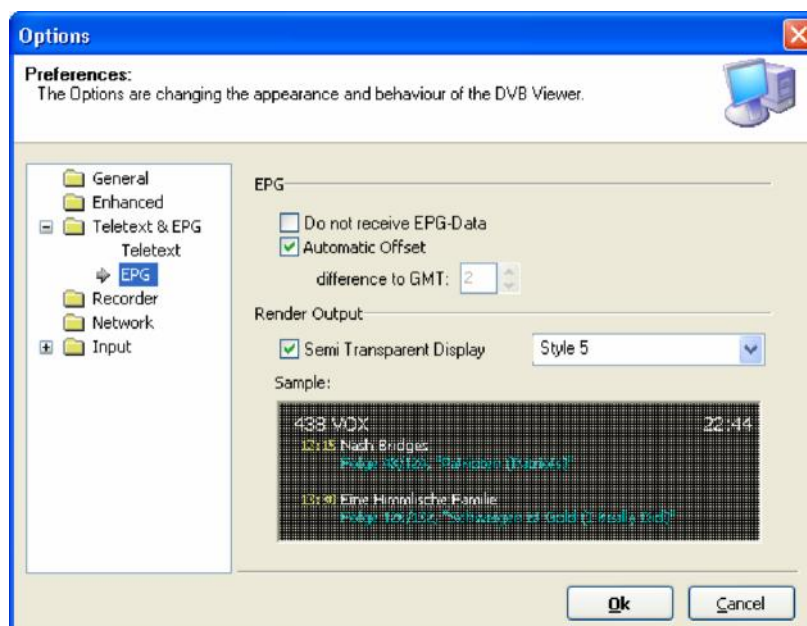 Options
Preferences:
The Options are changing the appearance and behaviour of the DVB Viewer.
General
Enhanced
Teletext & EPG
Teletext
EPG
Recorder
Network
Input
EPG
Do not receive EPG-Data
Automatic Offset
difference to GMT: 2
Render Output
Semi Transparent Display
Style 5
Sample:
438 VOX 22:44
Nash Bridges
Folge
Eine Himmlische Familie
Folge
Ok
Cancel